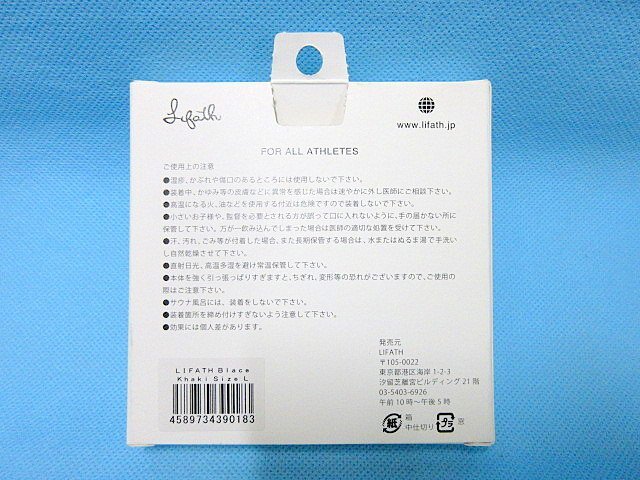 Lifath
www.lifath.jp
FOR ALL ATHLETES
ご使用上の注意
●湿疹、かぶれや傷口のあるところには使用しないで下さい。
●装着中、かゆみ等の皮膚などに異常を感じた場合は速やかに外し医師にご相談下さい。
●高温になる火、油などを使用する付近は危険ですので装着しないで下さい。
●小さいお子様や、監督を必要とされる方が誤って口に入れないように、手の届かない所に
保管して下さい。万が一飲み込んでしまった場合は医師の適切な処置を受けて下さい。
●汗、汚れ、ごみ等が付着した場合、また長期保管する場合は、水またはぬるま湯で手洗い
し自然乾燥させて下さい。
●直射日光、高温多湿を避け常温保管して下さい。
●本体を強く引っ張っぱりすぎますと、ちぎれ、変形等の恐れがございますので、ご使用の
際はご注意下さい。
●サウナ風呂には、装着をしないで下さい。
●装着箇所を締め付けすぎないよう注意して下さい。
●効果には個人差があります。
LIFATH Blace
Khaki Size L
4589734390183
発売元
LIFATH
〒105-0022
東京都港区海岸 1-2-3
汐留芝離宮ビルディング 21 階
03-5403-6926
午前 10 時〜午後 5 時
紙
箱
中仕切り
プラ
窓